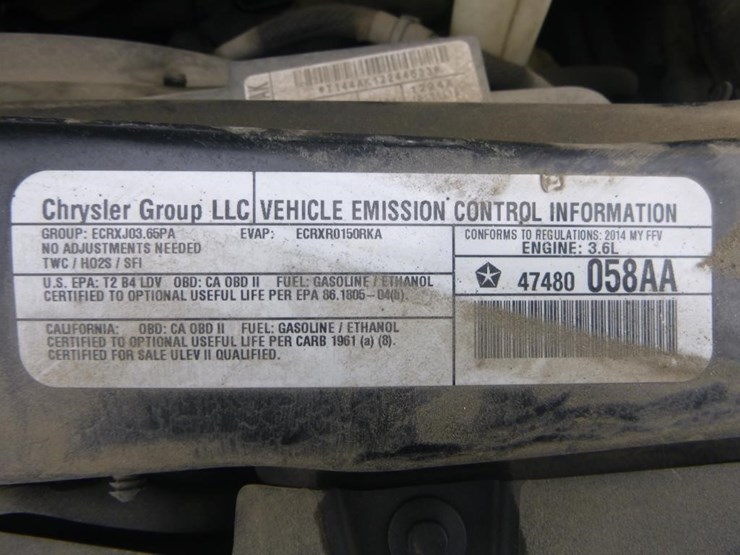 Chrysler Group LLC VEHICLE EMISSION CONTROL INFORMATION
GROUP: ECRXJ03.65PA EVAP: ECRXR0150RKA
NO ADJUSTMENTS NEEDED
TWC / HO2S / SFI
CONFORMS TO REGULATIONS: 2014 MY FFV
ENGINE: 3.6L
U.S. EPA: T2 B4 LDV OBD: CA OBD II FUEL: GASOLINE / ETHANOL
CERTIFIED TO OPTIONAL USEFUL LIFE PER EPA 86.1805-04(b).
47480 058AA
CALIFORNIA: OBD: CA OBD II FUEL: GASOLINE / ETHANOL
CERTIFIED TO OPTIONAL USEFUL LIFE PER CARB 1961 (a) (8).
CERTIFIED FOR SALE ULEV II QUALIFIED.